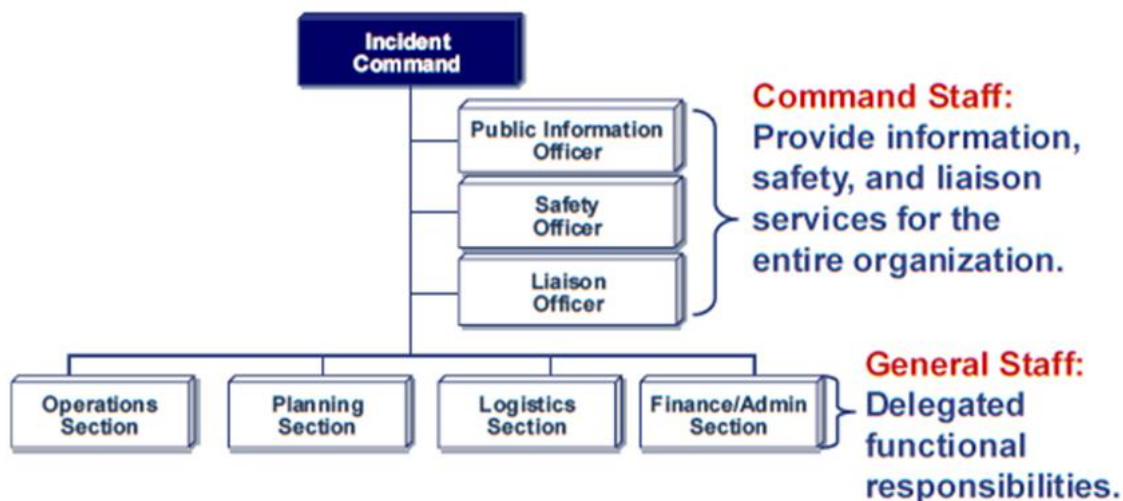 Incident
Command
Public Information
Officer
Safety
Officer
Liaison
Officer
Command Staff:
Provide information,
safety, and liaison
services for the
entire organization.
Operations
Section
Planning
Section
Logistics
Section
Finance/Admin
Section
General Staff:
Delegated
functional
responsibilities.